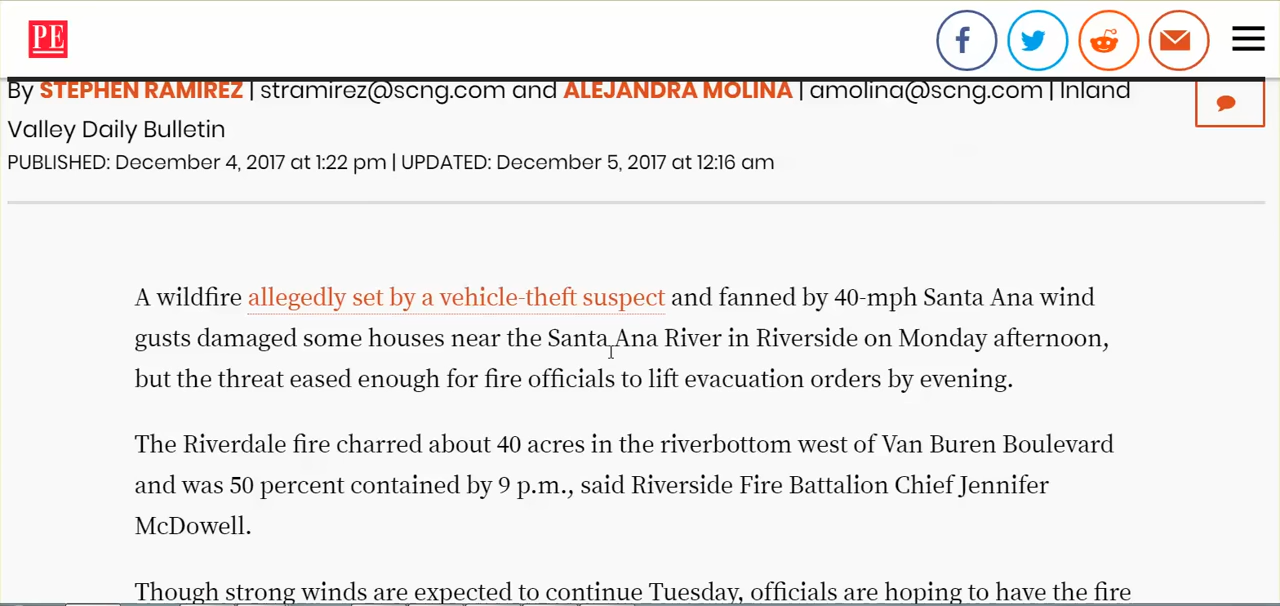 PE
By STEPHEN RAMIREZ | stramirez@scng.com and ALEJANDRA MOLINA | amolina@scng.com | Inland
Valley Daily Bulletin
PUBLISHED: December 4, 2017 at 1:22 pm | UPDATED: December 5, 2017 at 12:16 am
A wildfire allegedly set by a vehicle-theft suspect and fanned by 40-mph Santa Ana wind
gusts damaged some houses near the Santa Ana River in Riverside on Monday afternoon,
but the threat eased enough for fire officials to lift evacuation orders by evening.
The Riverdale fire charred about 40 acres in the riverbottom west of Van Buren Boulevard
and was 50 percent contained by 9 p.m., said Riverside Fire Battalion Chief Jennifer
McDowell.
Though strong winds are expected to continue Tuesday, officials are hoping to have the fire